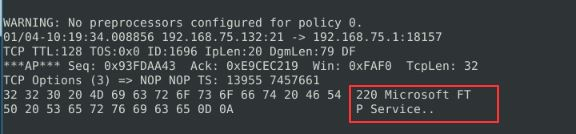 WARNING: No preprocessors configured for policy 0.
01/04-10:19:34.008856 192.168.75.132:21 -> 192.168.75.1:18157
TCP TTL:128 TOS:0x0 ID:1696 IpLen:20 DgmLen:79 DF
***AP*** Seq: 0x93FDAA43  Ack: 0xE9CEC219  Win: 0xFAF0  TcpLen: 32
TCP Options (3) => NOP NOP TS: 13955 7457661
32 32 30 20 4D 69 63 72 6F 73 6F 66 74 20 46 54  220 Microsoft FT
50 20 53 65 72 76 69 63 65 0D 0A                 P Service..